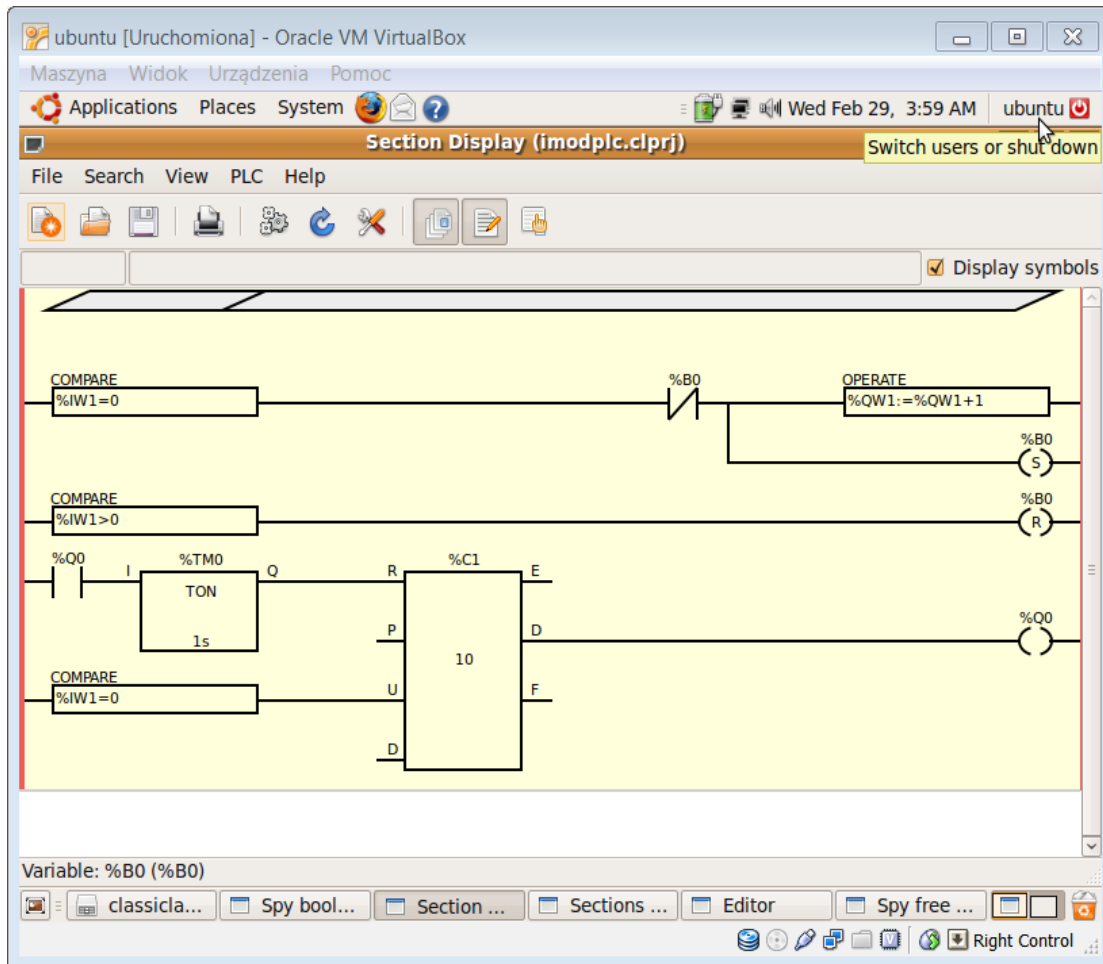 ubuntu [Uruchomiona] - Oracle VM VirtualBox
Maszyna Widok Urządzenia Pomoc
Applications Places System Wed Feb 29, 3:59 AM ubuntu
Section Display (imodplc.clprj)
Switch users or shut down
File Search View PLC Help
Display symbols
COMPARE %B0 OPERATE
%IW1=0 %QW1:=%QW1+1
%B0
S
COMPARE %B0
%IW1>0 R
%Q0 %TM0 %C1
I Q R E
TON
%Q0
P D
1s
10
COMPARE
%IW1=0 U F
D
Variable: %B0 (%B0)
classicla... Spy bool... Section ... Sections ... Editor Spy free ...
Right Control